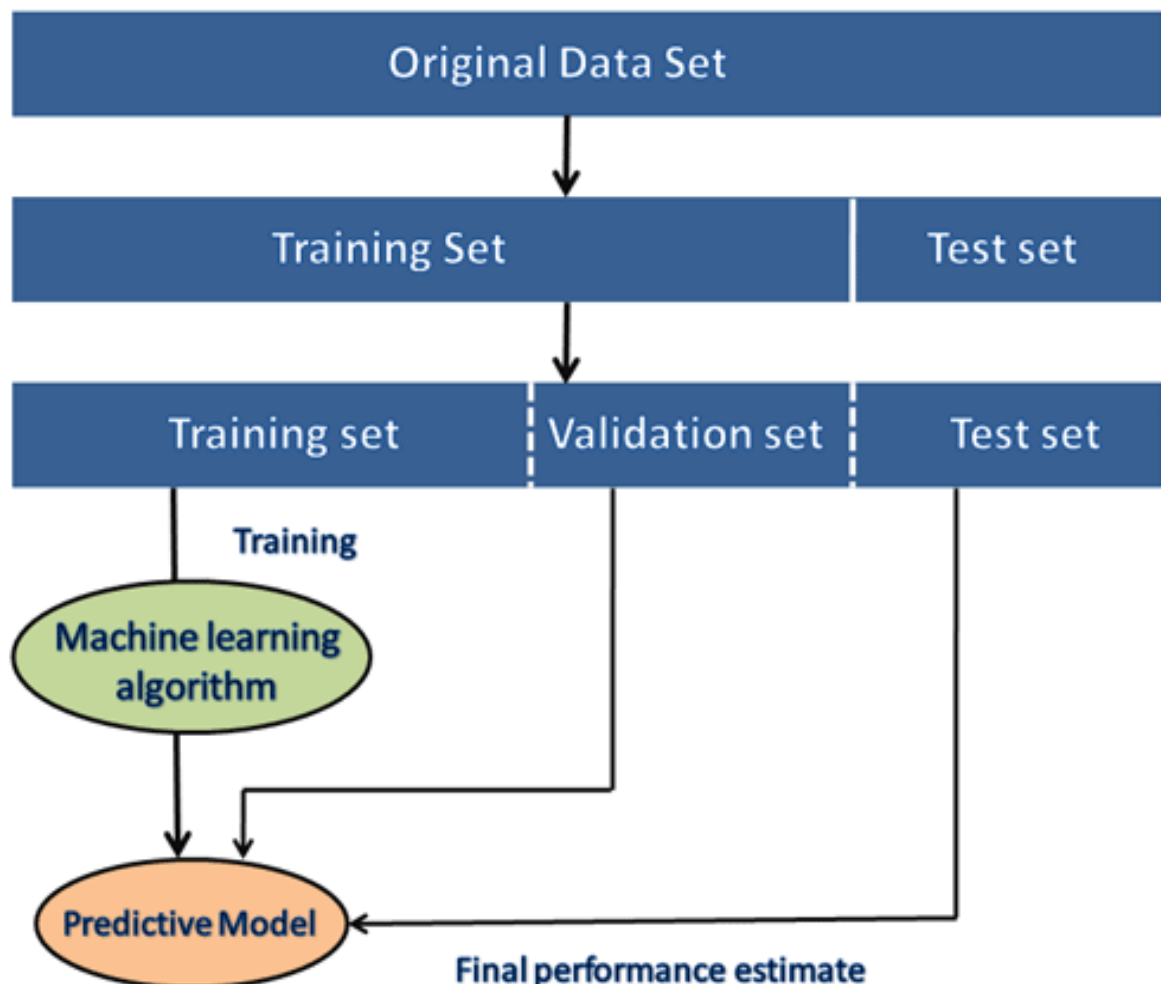 Original Data Set
Training Set
Test set
Training set
Validation set
Test set
Training
Machine learning
algorithm
Predictive Model
Final performance estimate